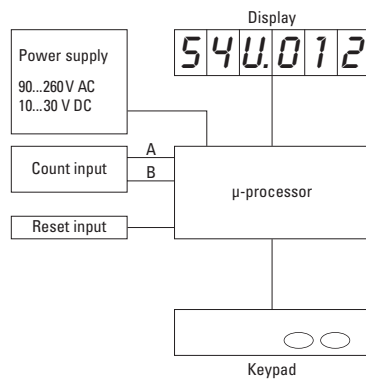 Display
54U.012
Power supply
90...260 V AC
10...30 V DC
A
Count input
B
µ-processor
Reset input
Keypad